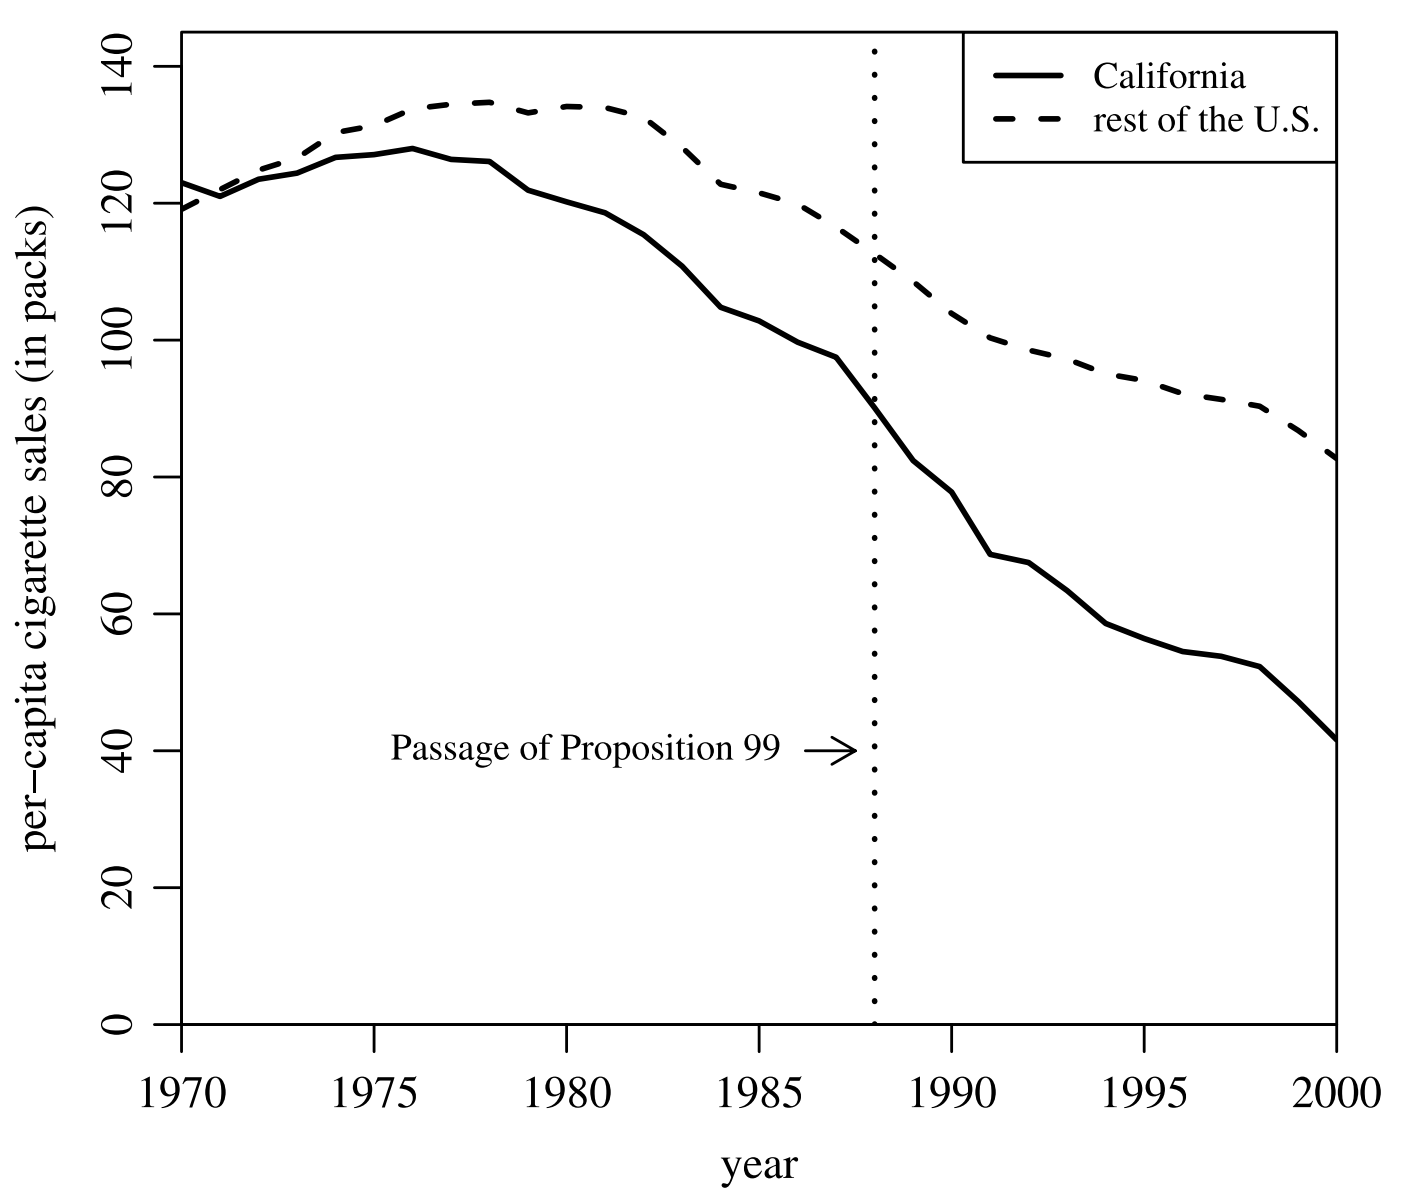 California
rest of the U.S.
per−capita cigarette sales (in packs)
140
120
100
80
60
40
20
0
Passage of Proposition 99
1970 1975 1980 1985 1990 1995 2000
year